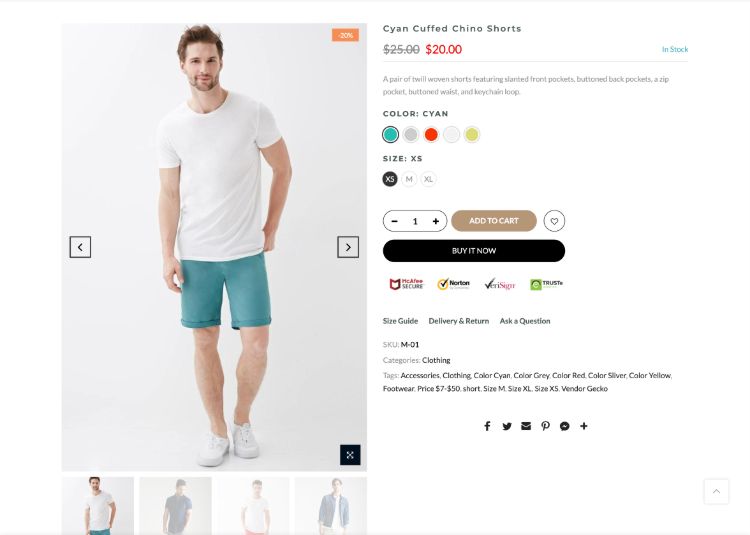 -20%
Cyan Cuffed Chino Shorts
$25.00 $20.00
In Stock
A pair of twill woven shorts featuring slanted front pockets, buttoned back pockets, a zip
pocket, buttoned waist, and keychain loop.
COLOR: CYAN
SIZE: XS
XS M XL
− 1 +
ADD TO CART
BUY IT NOW
McAfee
SECURE
Norton
VeriSign
TRUSTe
Size Guide Delivery & Return Ask a Question
SKU: M-01
Categories: Clothing
Tags: Accessories, Clothing, Color Cyan, Color Grey, Color Red, Color Sliver, Color Yellow,
Footwear, Price $7-$50, short, Size M, Size XL, Size XS, Vendor Gecko